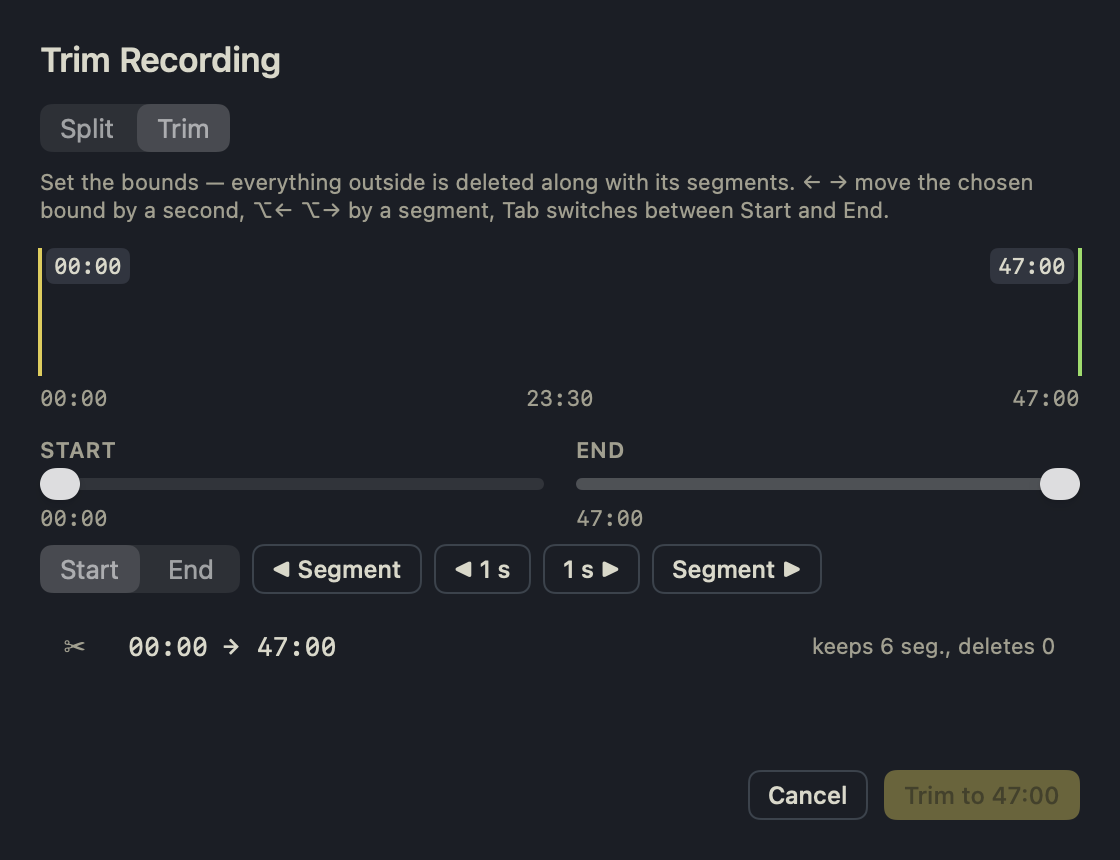 Trim Recording
Split Trim
Set the bounds — everything outside is deleted along with its segments. ← → move the chosen
bound by a second, ⌥← ⌥→ by a segment, Tab switches between Start and End.
00:00 47:00
00:00 23:30 47:00
START END
00:00 47:00
Start End ◀ Segment ◀ 1 s 1 s ▶ Segment ▶
✂ 00:00 → 47:00 keeps 6 seg., deletes 0
Cancel Trim to 47:00